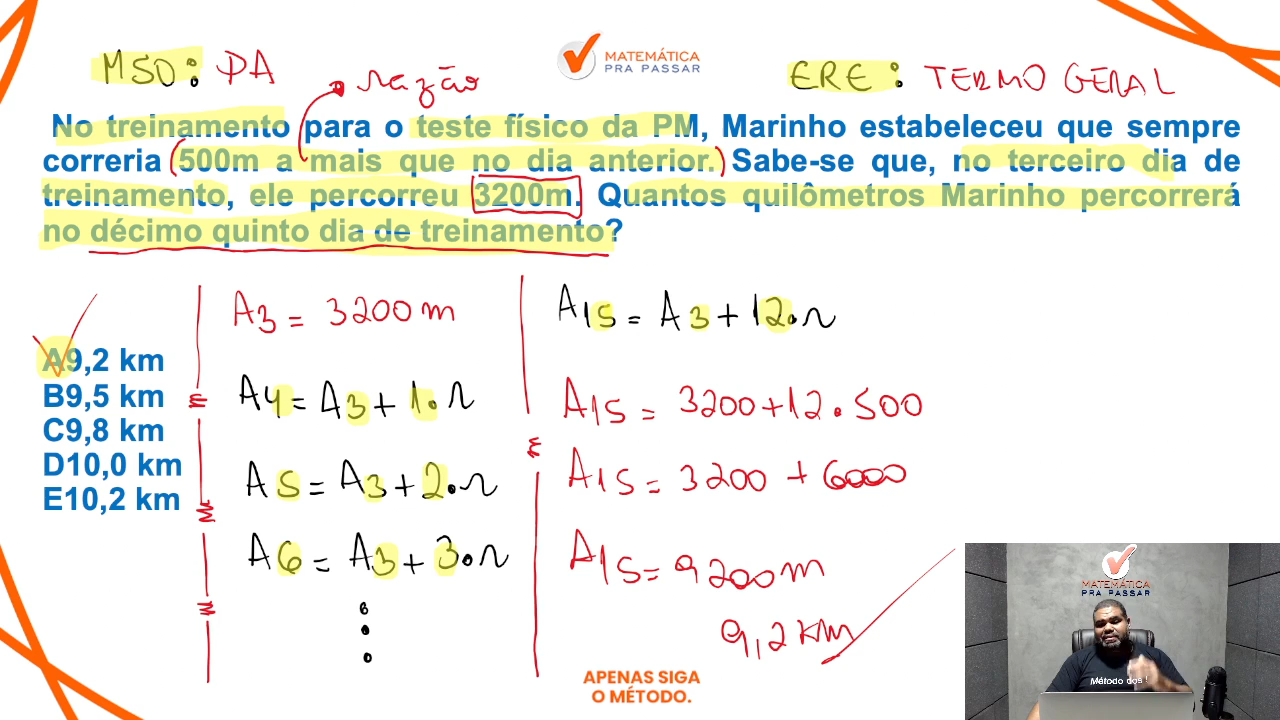 MSD: PA
razão
MATEMÁTICA
PRA PASSAR
ERE: TERMO GERAL
No treinamento para o teste físico da PM, Marinho estabeleceu que sempre
correria (500m a mais que no dia anterior.) Sabe-se que, no terceiro dia de
treinamento, ele percorreu 3200m. Quantos quilômetros Marinho percorrerá
no décimo quinto dia de treinamento?
A9,2 km
B9,5 km
C9,8 km
D10,0 km
E10,2 km
A3 = 3200m
A4 = A3 + 1.r
A5 = A3 + 2.r
A6 = A3 + 3.r
A15 = A3 + 12.r
A15 = 3200 + 12.500
A15 = 3200 + 6000
A15 = 9200m
9,2 km
APENAS SIGA
O MÉTODO.
MATEMÁTICA
PRA PASSAR
Método dos